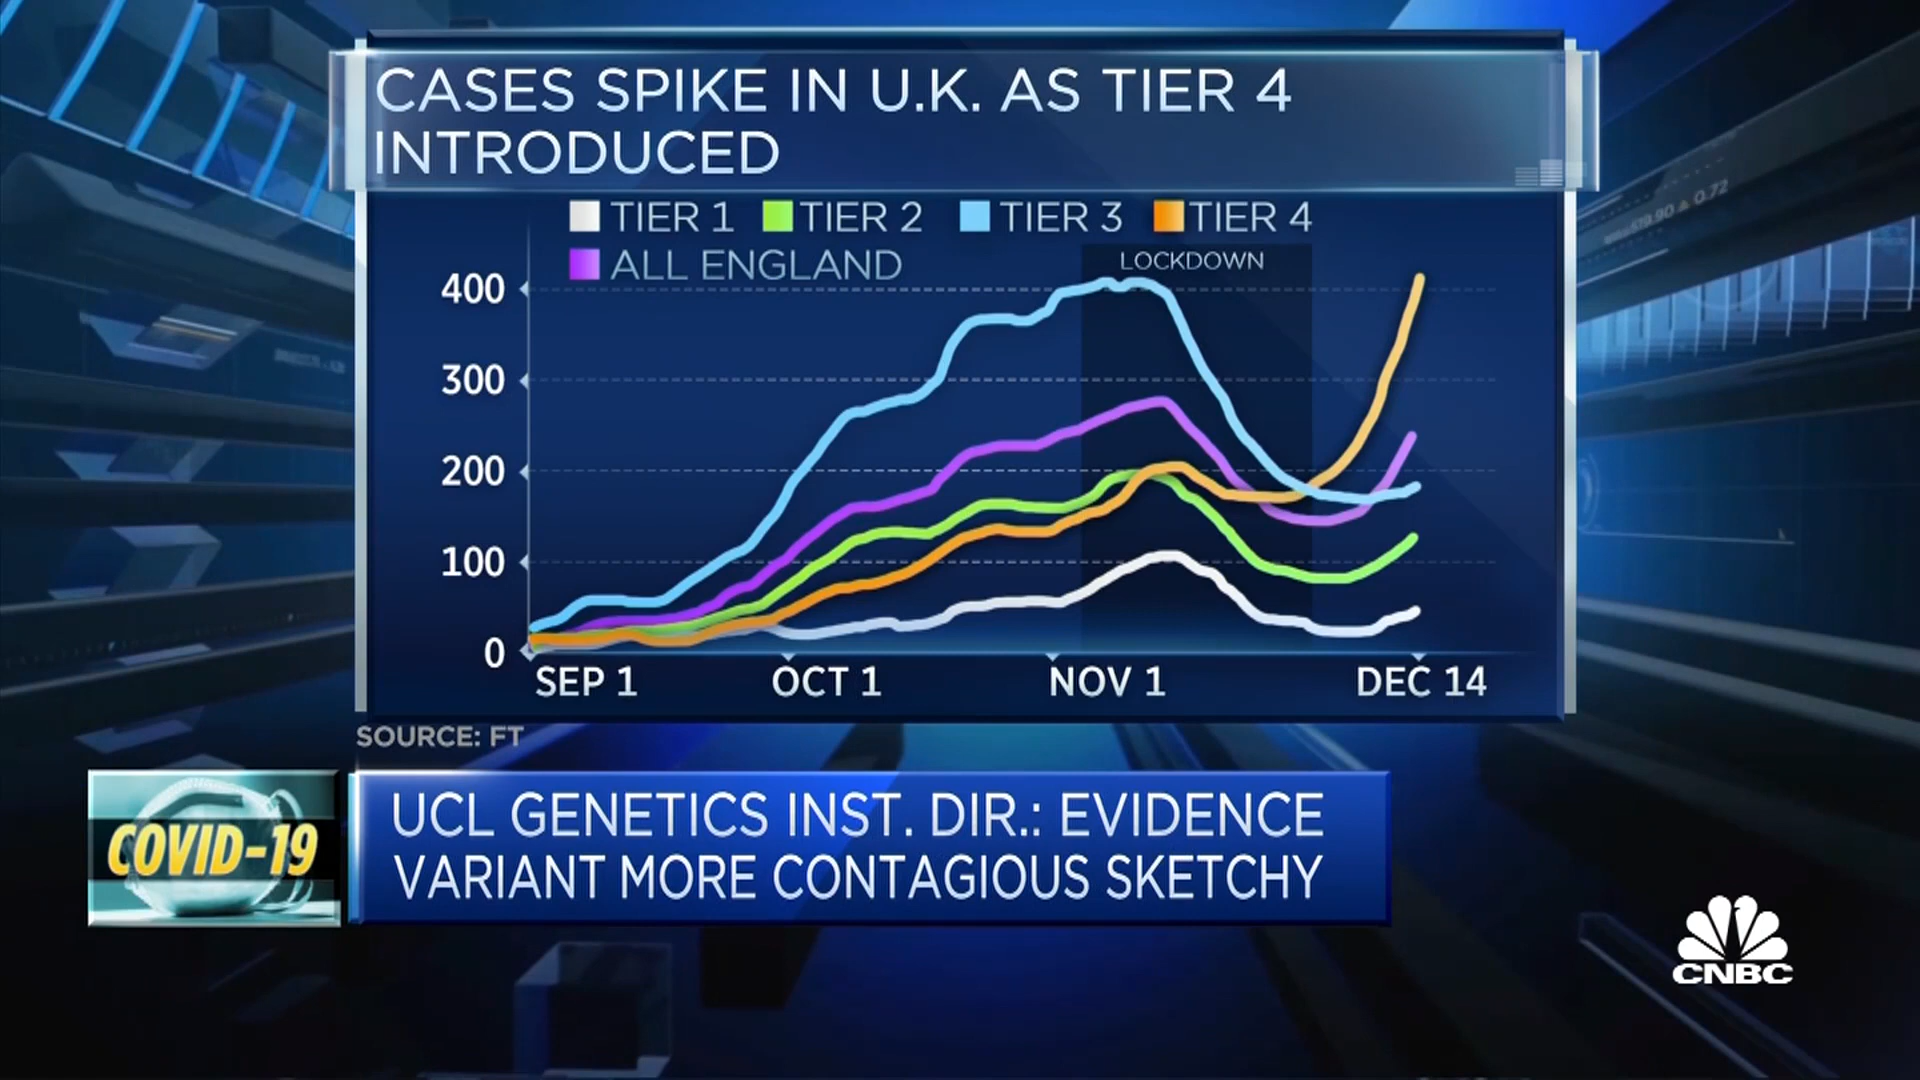 CASES SPIKE IN U.K. AS TIER 4
INTRODUCED
TIER 1 TIER 2 TIER 3 TIER 4
ALL ENGLAND
LOCKDOWN
400
300
200
100
0
SEP 1 OCT 1 NOV 1 DEC 14
SOURCE: FT
COVID-19
UCL GENETICS INST. DIR.: EVIDENCE
VARIANT MORE CONTAGIOUS SKETCHY
CNBC